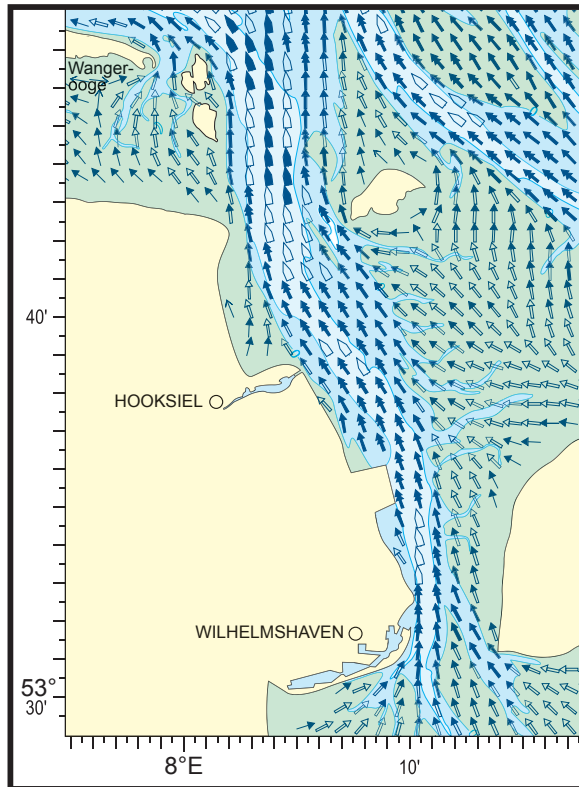 Wanger-
ooge
40'
HOOKSIEL
WILHELMSHAVEN
53°
30'
8°E
10'